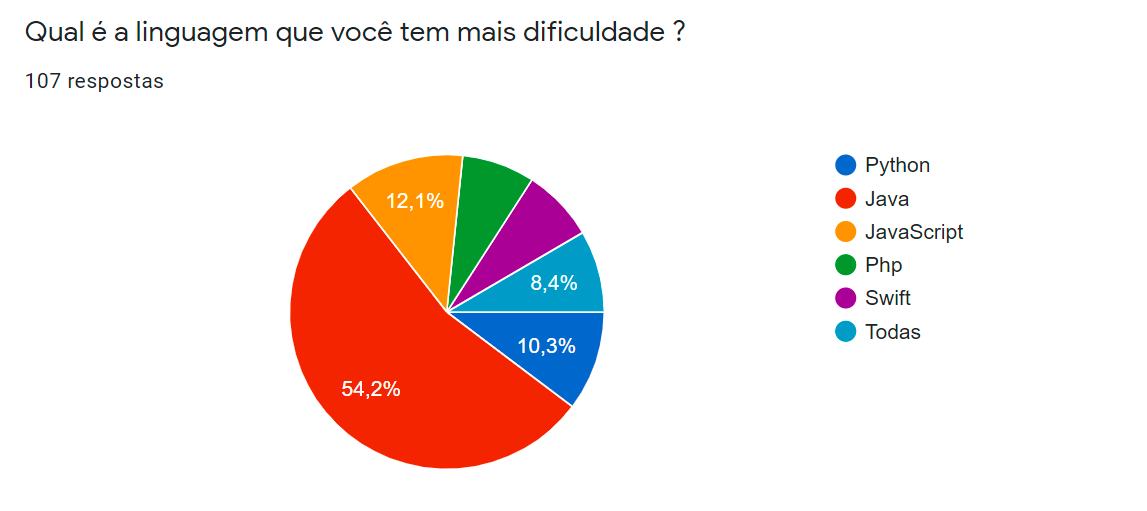 Qual é a linguagem que você tem mais dificuldade ?
107 respostas
12,1%
8,4%
10,3%
54,2%
Python
Java
JavaScript
Php
Swift
Todas